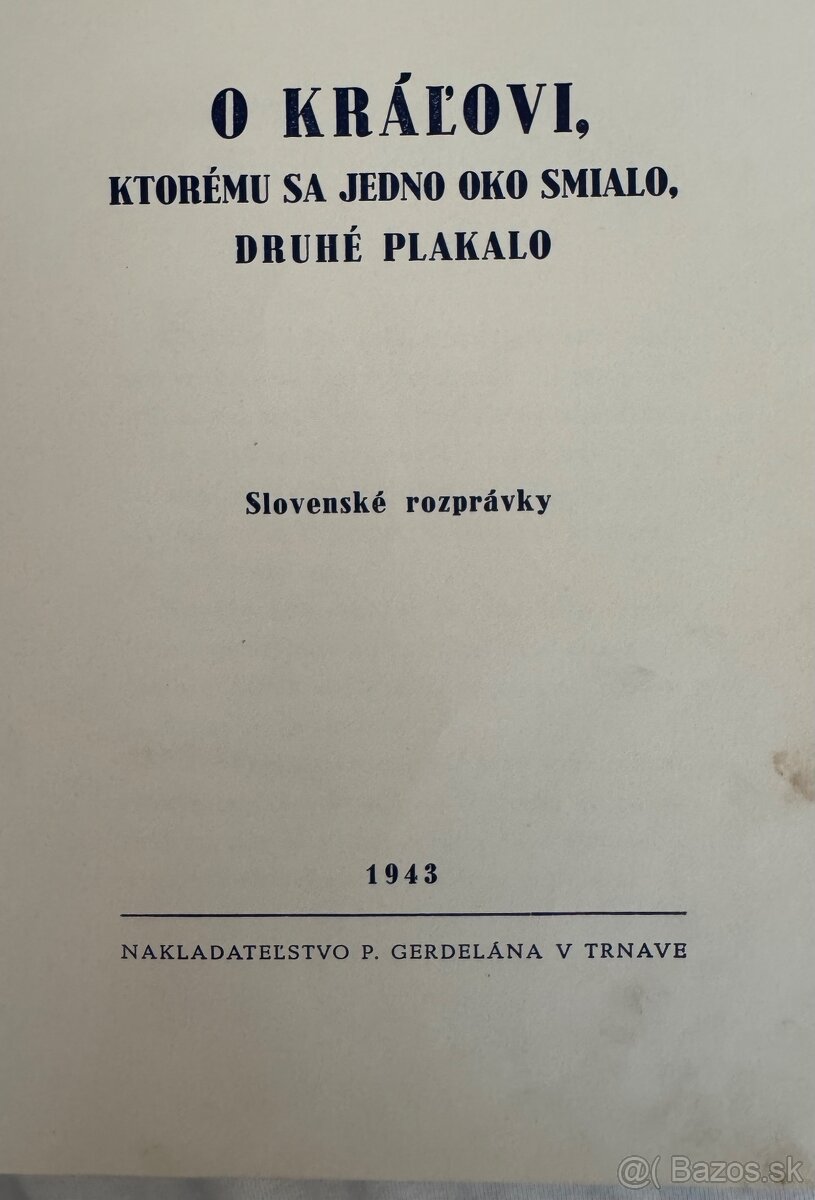 O KRÁĽOVI,
KTORÉMU SA JEDNO OKO SMIALO,
DRUHÉ PLAKALO
Slovenské rozprávky
1943
NAKLADATEĽSTVO P. GERDELÁNA V TRNAVE
@( Bazos.sk